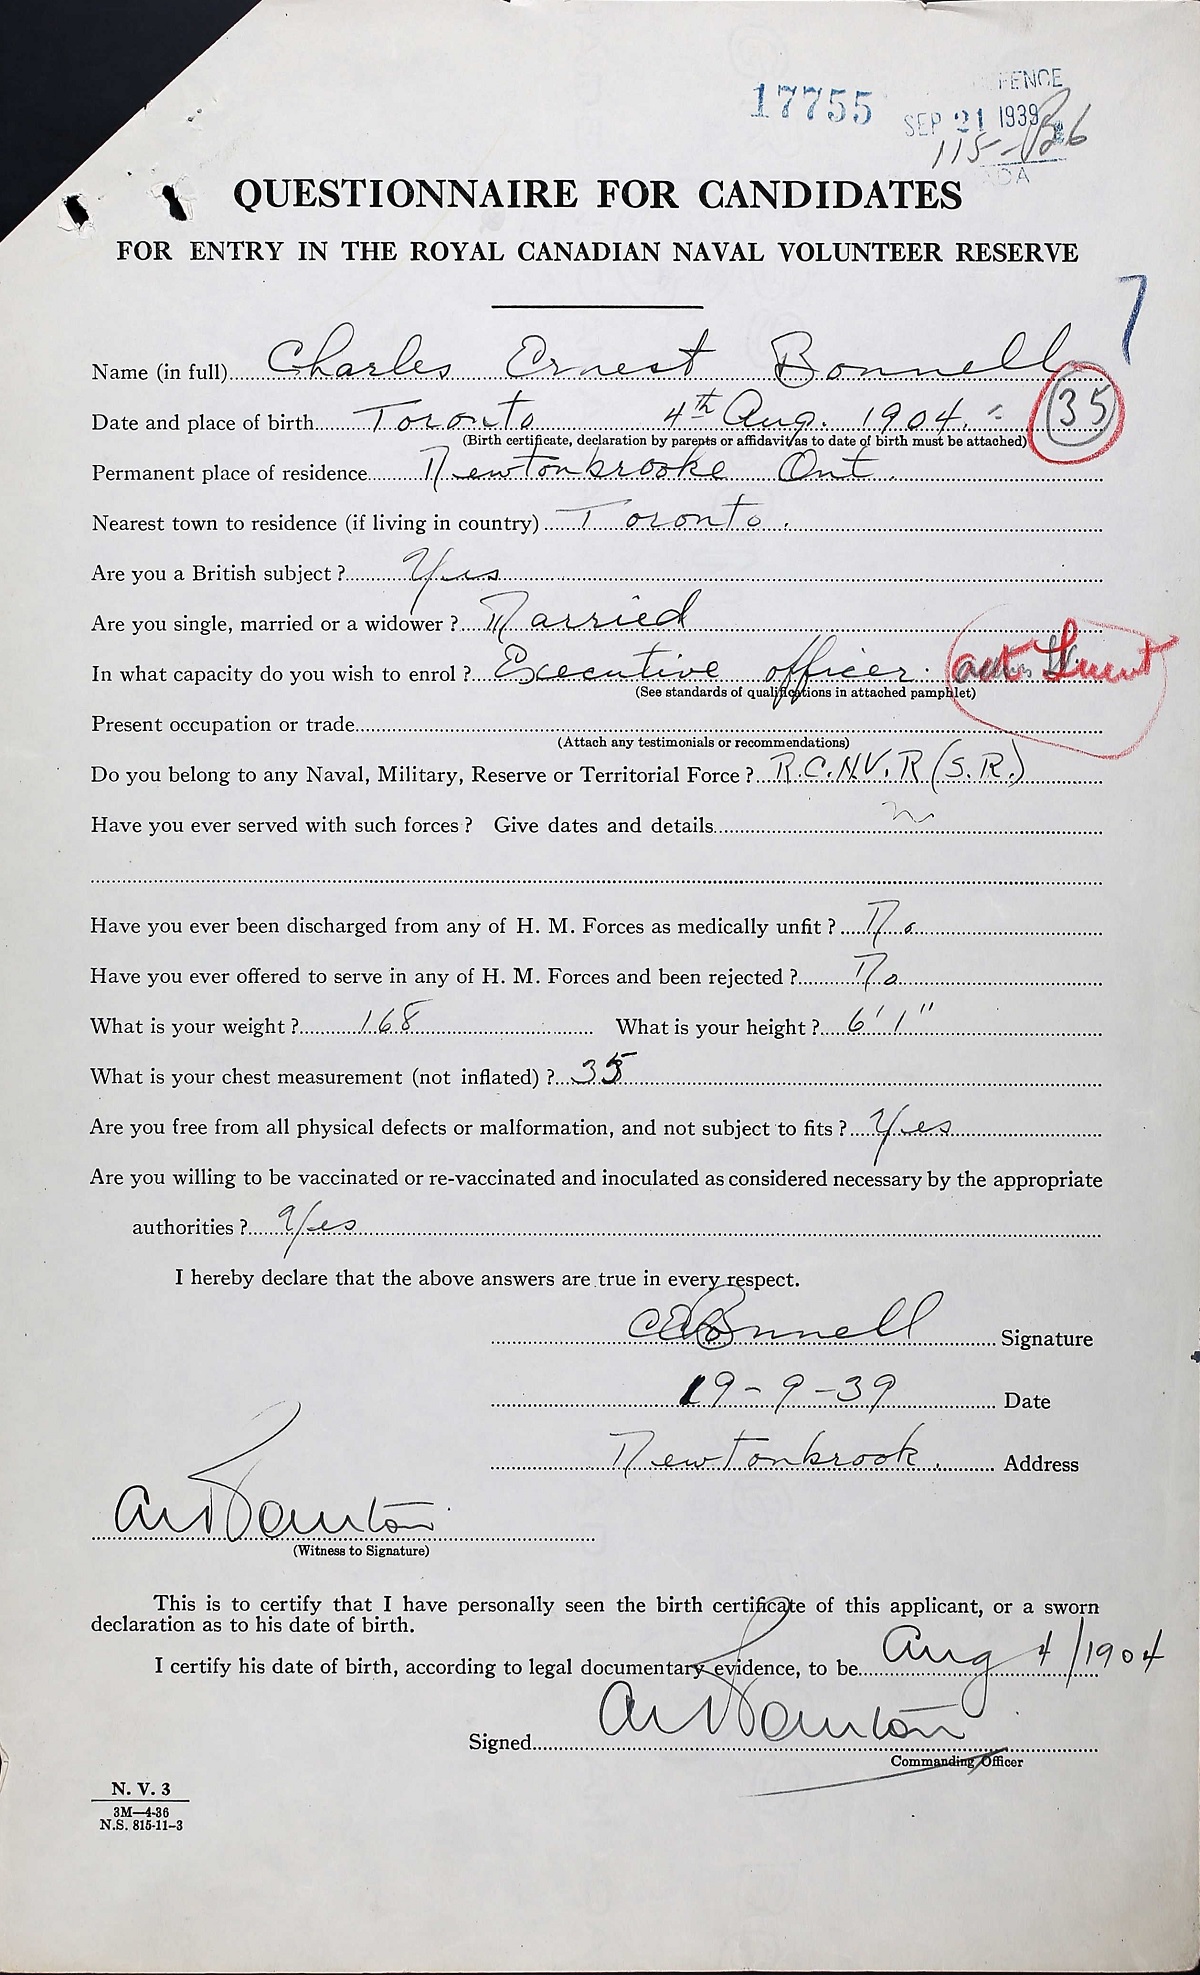 17755
FENCE
SEP 21 1939
115-B-26
ADA
QUESTIONNAIRE FOR CANDIDATES
FOR ENTRY IN THE ROYAL CANADIAN NAVAL VOLUNTEER RESERVE
7
Name (in full) Charles Ernest Bonnell
Date and place of birth Toronto 4th Aug. 1904. = 35
(Birth certificate, declaration by parents or affidavit as to date of birth must be attached)
Permanent place of residence Newtonbrooke Ont.
Nearest town to residence (if living in country) Toronto.
Are you a British subject ? Yes
Are you single, married or a widower ? Married
In what capacity do you wish to enrol ? Executive officer.
(See standards of qualifications in attached pamphlet)
Present occupation or trade
(Attach any testimonials or recommendations)
Do you belong to any Naval, Military, Reserve or Territorial Force ? R.C.N.V.R (S.R.)
Have you ever served with such forces ? Give dates and details
Have you ever been discharged from any of H. M. Forces as medically unfit ? No
Have you ever offered to serve in any of H. M. Forces and been rejected ? No
What is your weight ? 168 What is your height ? 6' 1"
What is your chest measurement (not inflated) ? 35
Are you free from all physical defects or malformation, and not subject to fits ? Yes
Are you willing to be vaccinated or re-vaccinated and inoculated as considered necessary by the appropriate
authorities ? Yes
I hereby declare that the above answers are true in every respect.
CEBonnell Signature
19-9-39 Date
Newtonbrook. Address
(Witness to Signature)
This is to certify that I have personally seen the birth certificate of this applicant, or a sworn
declaration as to his date of birth.
I certify his date of birth, according to legal documentary evidence, to be Aug 4/1904
Signed
Commanding Officer
N. V. 3
3M—4-36
N.S. 815-11-3